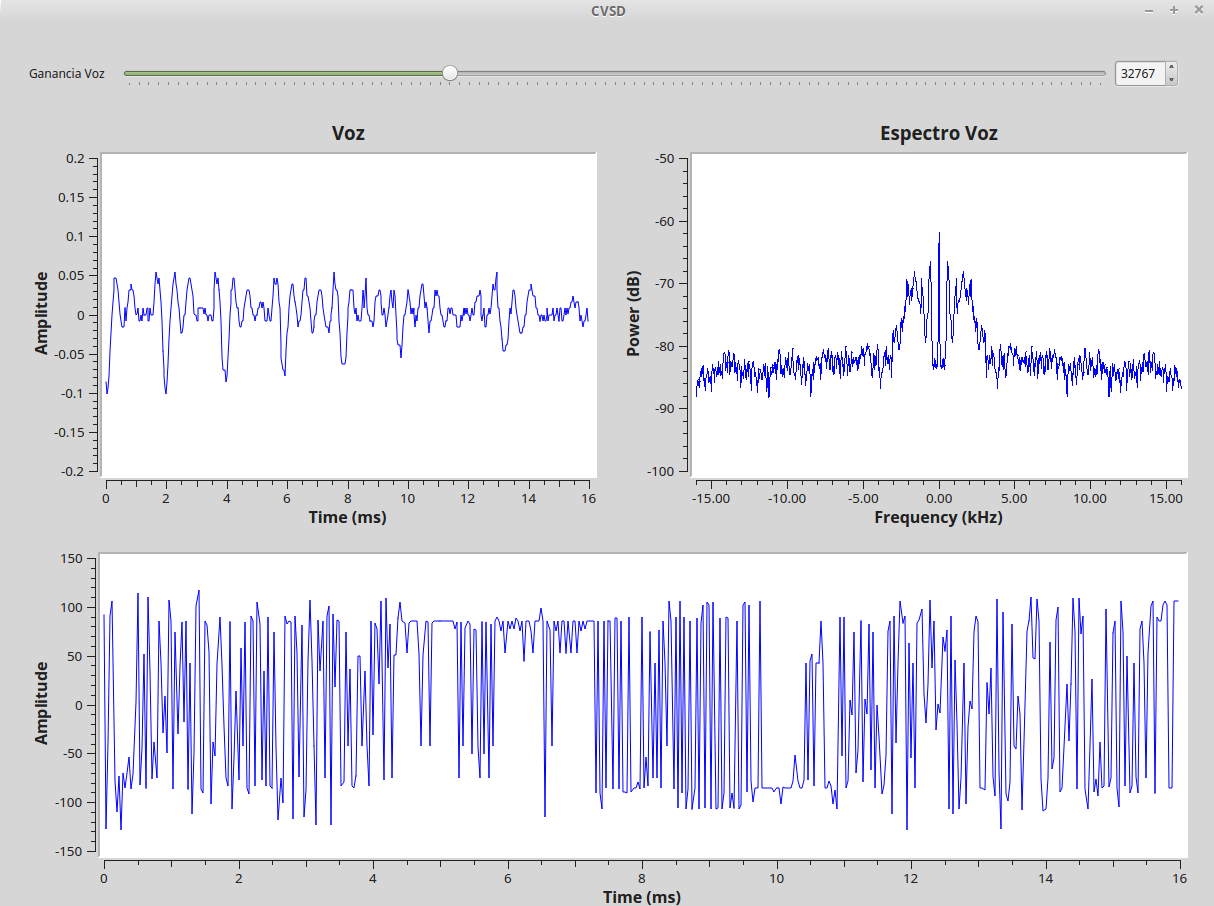 CVSD
Ganancia Voz
32767
Voz
Amplitude
0.2
0.15
0.1
0.05
0
-0.05
-0.1
-0.15
-0.2
0 2 4 6 8 10 12 14 16
Time (ms)
Espectro Voz
Power (dB)
-50
-60
-70
-80
-90
-100
-15.00 -10.00 -5.00 0.00 5.00 10.00 15.00
Frequency (kHz)
Amplitude
150
100
50
0
-50
-100
-150
0 2 4 6 8 10 12 14 16
Time (ms)